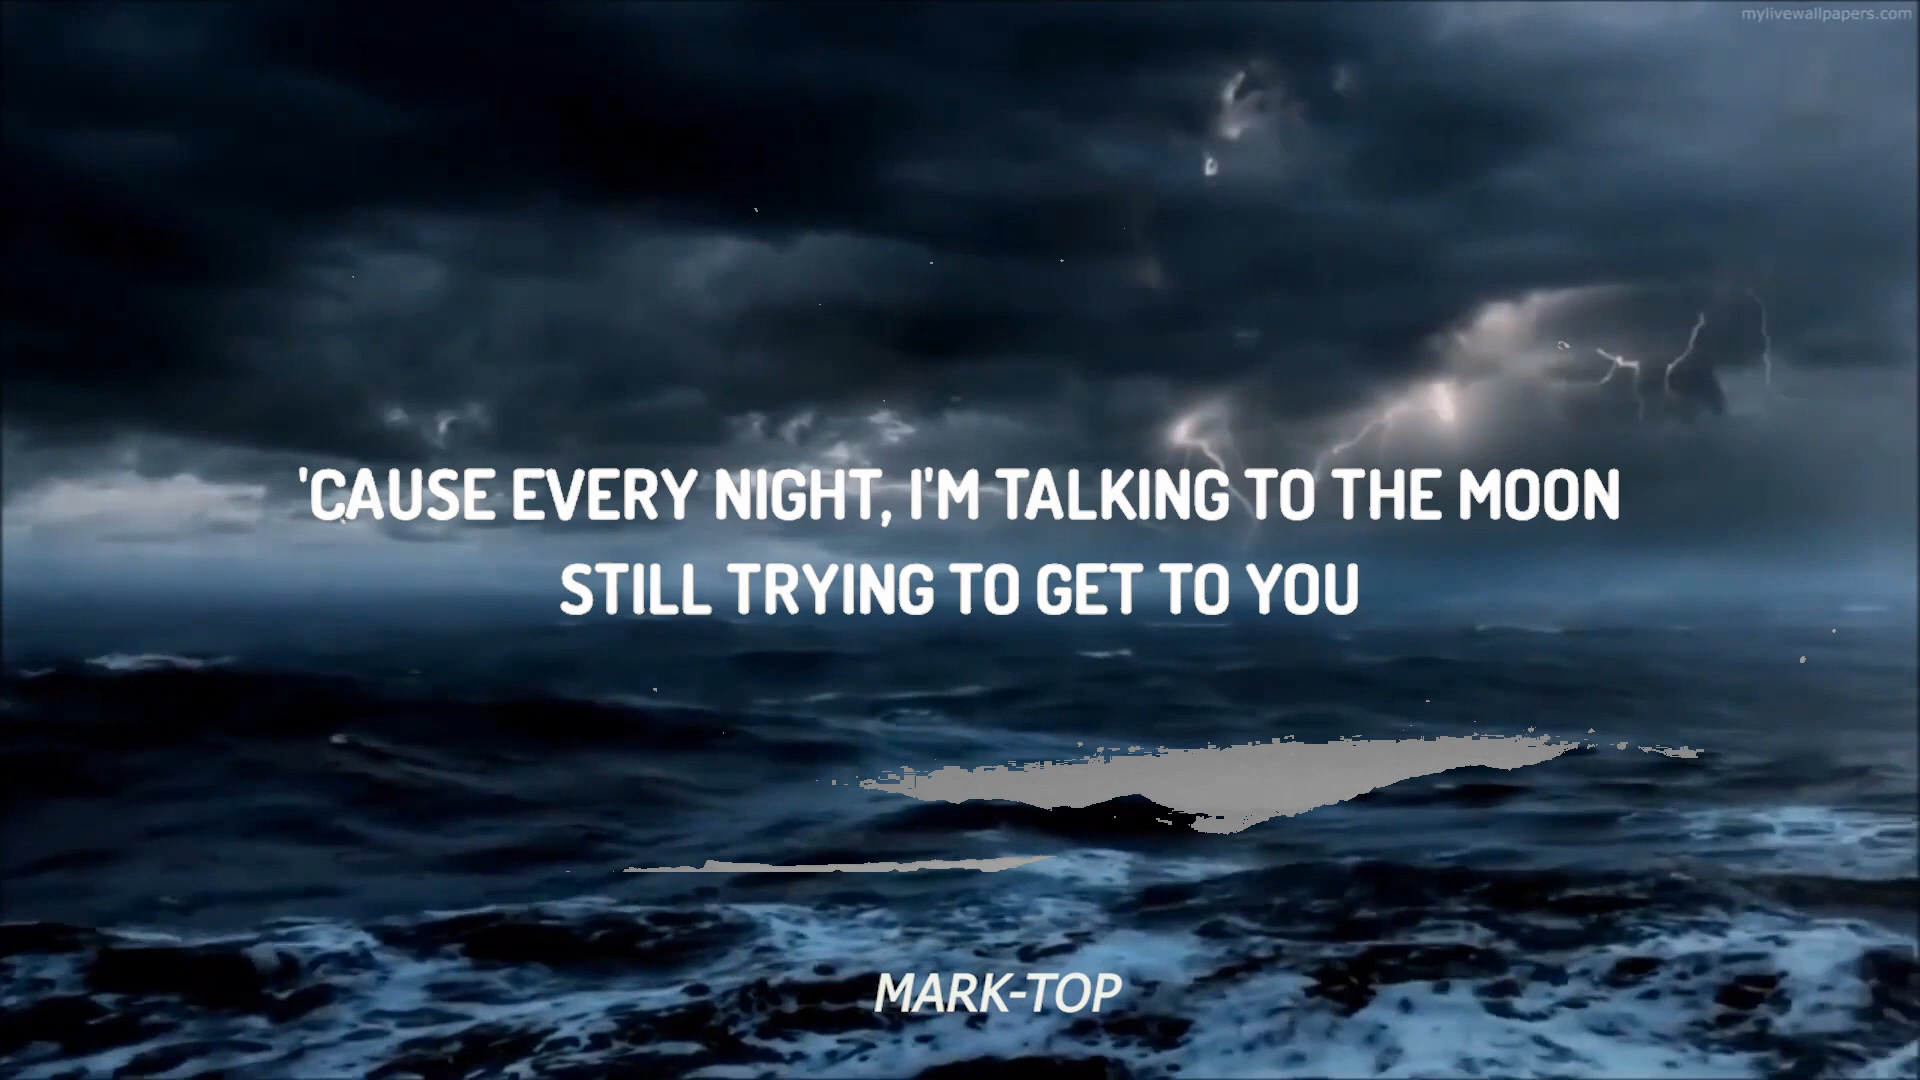 mylivewallpapers.com
'CAUSE EVERY NIGHT, I'M TALKING TO THE MOON
STILL TRYING TO GET TO YOU
MARK-TOP